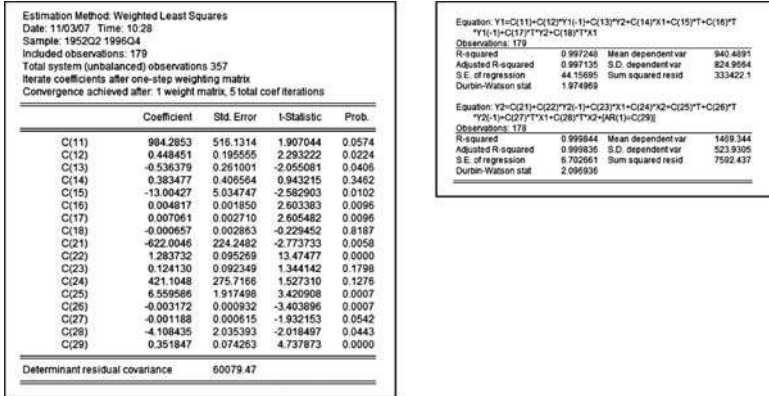 Estimation Method: Weighted Least Squares
Date: 11/03/07 Time: 10:28
Sample: 1952Q2 1996Q4
Included observations: 179
Total system (unbalanced) observations 357
Iterate coefficients after one-step weighting matrix
Convergence achieved after: 1 weight matrix, 5 total coef iterations
Coefficient Std. Error t-Statistic Prob.
C(11) 984.2853 516.1314 1.907044 0.0574
C(12) 0.448451 0.195555 2.293222 0.0224
C(13) -0.536379 0.261001 -2.055081 0.0406
C(14) 0.383477 0.406564 0.943215 0.3462
C(15) -13.00427 5.034747 -2.582903 0.0102
C(16) 0.004817 0.001850 2.603383 0.0096
C(17) 0.007061 0.002710 2.605482 0.0096
C(18) -0.000657 0.002863 -0.229452 0.8187
C(21) -622.0046 224.2482 -2.773733 0.0058
C(22) 1.283732 0.095269 13.47477 0.0000
C(23) 0.124130 0.092349 1.344142 0.1798
C(24) 421.1048 275.7166 1.527310 0.1276
C(25) 6.559586 1.917498 3.420908 0.0007
C(26) -0.003172 0.000932 -3.403896 0.0007
C(27) -0.001188 0.000615 -1.932153 0.0542
C(28) -4.108435 2.035393 -2.018497 0.0443
C(29) 0.351847 0.074263 4.737873 0.0000
Determinant residual covariance 60079.47
Equation: Y1=C(11)+C(12)*Y1(-1)+C(13)*Y2+C(14)*X1+C(15)*T+C(16)*T
*Y1(-1)+C(17)*T*Y2+C(18)*T*X1
Observations: 179
R-squared 0.997248 Mean dependent var 940.4891
Adjusted R-squared 0.997135 S.D. dependent var 824.9664
S.E. of regression 44.15695 Sum squared resid 333422.1
Durbin-Watson stat 1.974969
Equation: Y2=C(21)+C(22)*Y2(-1)+C(23)*X1+C(24)*X2+C(25)*T+C(26)*T
*Y2(-1)+C(27)*T*X1+C(28)*T*X2+[AR(1)=C(29)]
Observations: 178
R-squared 0.999844 Mean dependent var 1469.344
Adjusted R-squared 0.999836 S.D. dependent var 523.9305
S.E. of regression 6.702661 Sum squared resid 7592.437
Durbin-Watson stat 2.096936